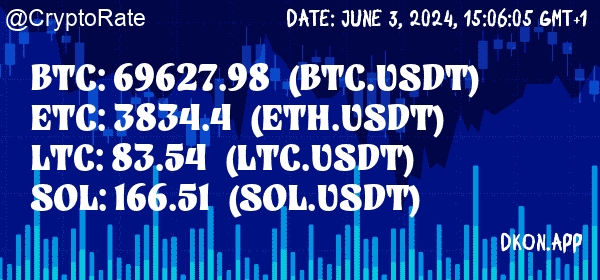 @CryptoRate
DATE: JUNE 3, 2024, 15:06:05 GMT+1
BTC: 69627.98 (BTC.USDT)
ETC: 3834.4 (ETH.USDT)
LTC: 83.54 (LTC.USDT)
SOL: 166.51 (SOL.USDT)
DKON.APP